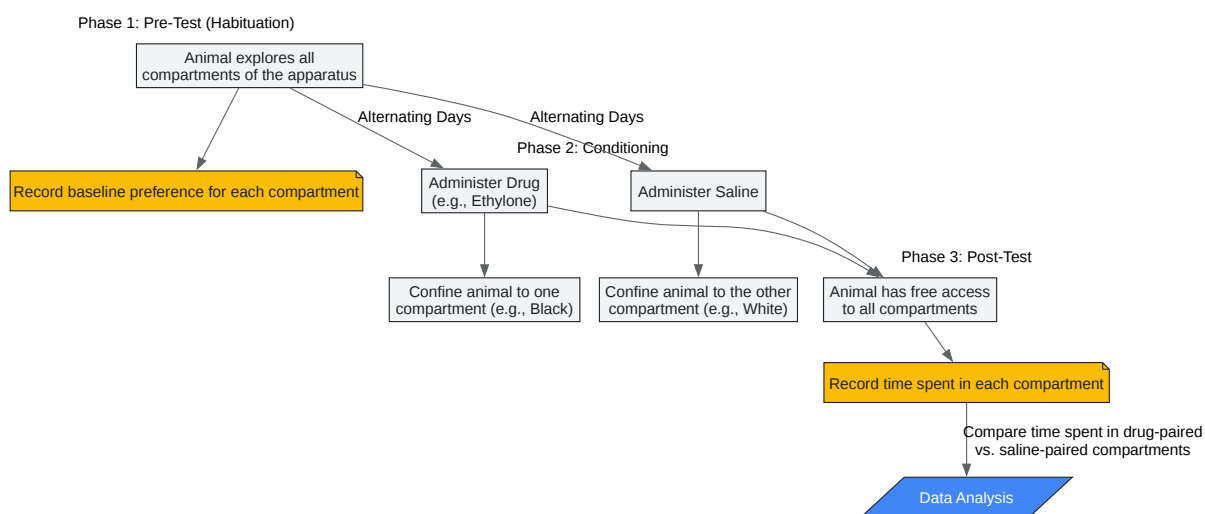 Phase 1: Pre-Test (Habituation)
Animal explores all
compartments of the apparatus
Alternating Days
Alternating Days
Phase 2: Conditioning
Record baseline preference for each compartment
Administer Drug
(e.g., Ethylone)
Administer Saline
Phase 3: Post-Test
Confine animal to one
compartment (e.g., Black)
Confine animal to the other
compartment (e.g., White)
Animal has free access
to all compartments
Record time spent in each compartment
Compare time spent in drug-paired
vs. saline-paired compartments
Data Analysis